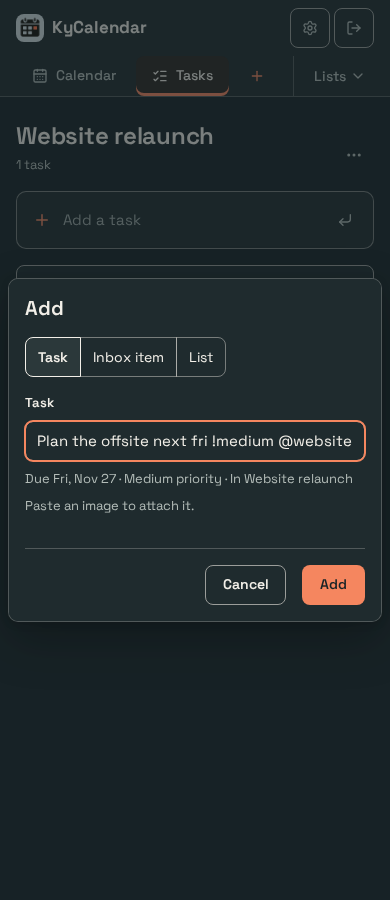 KyCalendar
Calendar
Tasks
+
Lists
Website relaunch
1 task
...
+ Add a task
Add
Task
Inbox item
List
Task
Plan the offsite next fri !medium @website
Due Fri, Nov 27 · Medium priority · In Website relaunch
Paste an image to attach it.
Cancel
Add